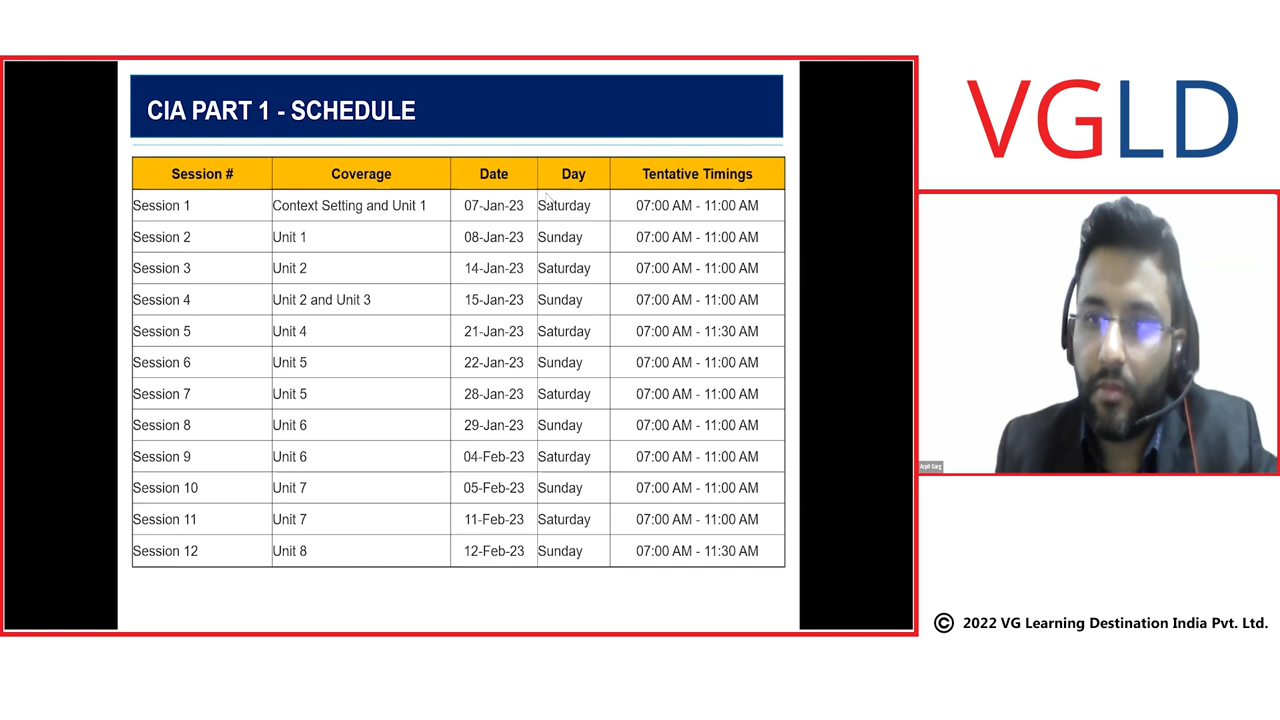 CIA PART 1 - SCHEDULE
Session # Coverage Date Day Tentative Timings
Session 1 Context Setting and Unit 1 07-Jan-23 Saturday 07:00 AM - 11:00 AM
Session 2 Unit 1 08-Jan-23 Sunday 07:00 AM - 11:00 AM
Session 3 Unit 2 14-Jan-23 Saturday 07:00 AM - 11:00 AM
Session 4 Unit 2 and Unit 3 15-Jan-23 Sunday 07:00 AM - 11:00 AM
Session 5 Unit 4 21-Jan-23 Saturday 07:00 AM - 11:30 AM
Session 6 Unit 5 22-Jan-23 Sunday 07:00 AM - 11:00 AM
Session 7 Unit 5 28-Jan-23 Saturday 07:00 AM - 11:00 AM
Session 8 Unit 6 29-Jan-23 Sunday 07:00 AM - 11:00 AM
Session 9 Unit 6 04-Feb-23 Saturday 07:00 AM - 11:00 AM
Session 10 Unit 7 05-Feb-23 Sunday 07:00 AM - 11:00 AM
Session 11 Unit 7 11-Feb-23 Saturday 07:00 AM - 11:00 AM
Session 12 Unit 8 12-Feb-23 Sunday 07:00 AM - 11:30 AM
VGLD
Arpit Garg
© 2022 VG Learning Destination India Pvt. Ltd.